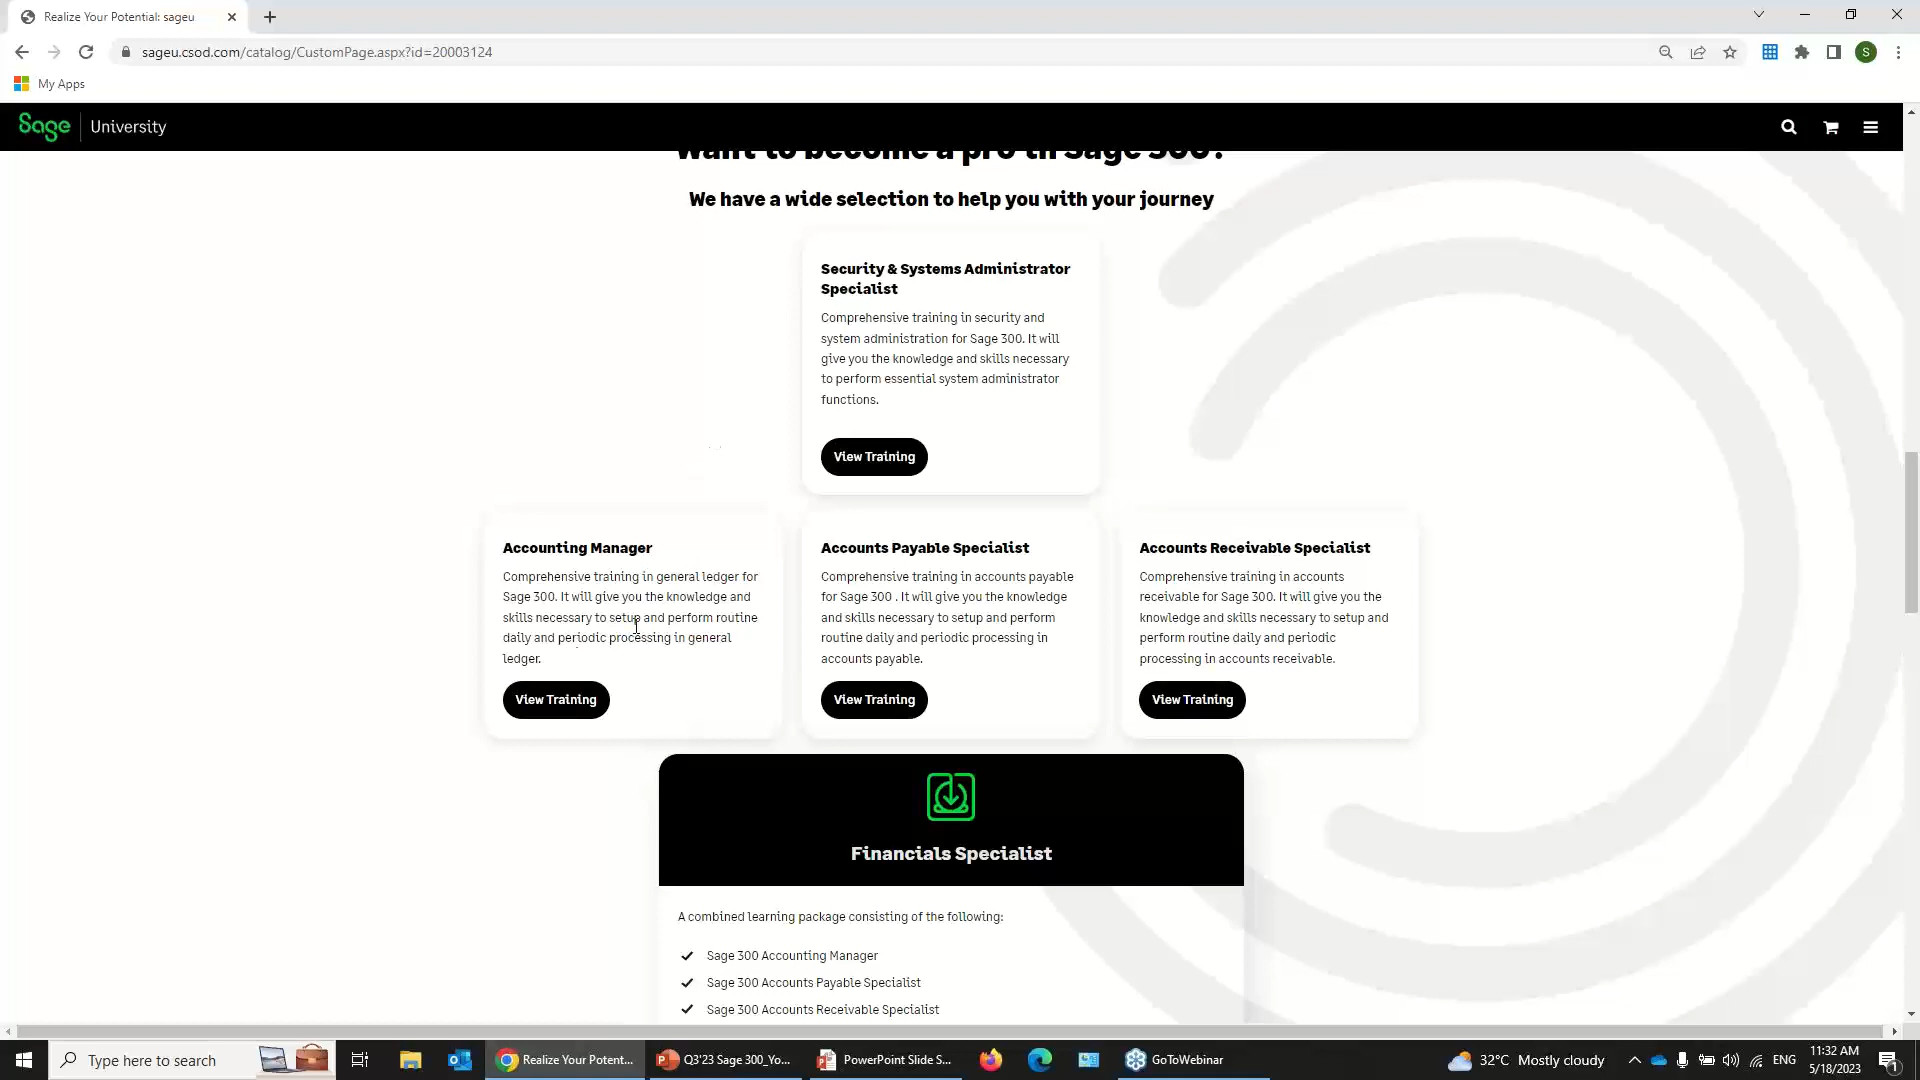 Realize Your Potential: sageu
sageu.csod.com/catalog/CustomPage.aspx?id=20003124
S
My Apps
Sage University
Want to become a pro in Sage 300?
We have a wide selection to help you with your journey
Security & Systems Administrator
Specialist
Comprehensive training in security and
system administration for Sage 300. It will
give you the knowledge and skills necessary
to perform essential system administrator
functions.
View Training
Accounting Manager
Comprehensive training in general ledger for
Sage 300. It will give you the knowledge and
skills necessary to setup and perform routine
daily and periodic processing in general
ledger.
View Training
Accounts Payable Specialist
Comprehensive training in accounts payable
for Sage 300 . It will give you the knowledge
and skills necessary to setup and perform
routine daily and periodic processing in
accounts payable.
View Training
Accounts Receivable Specialist
Comprehensive training in accounts
receivable for Sage 300. It will give you the
knowledge and skills necessary to setup and
perform routine daily and periodic
processing in accounts receivable.
View Training
Financials Specialist
A combined learning package consisting of the following:
Sage 300 Accounting Manager
Sage 300 Accounts Payable Specialist
Sage 300 Accounts Receivable Specialist
Type here to search
Realize Your Potent...
Q3'23 Sage 300_Yo...
PowerPoint Slide S...
GoToWebinar
32°C Mostly cloudy
ENG
11:32 AM
5/18/2023
1